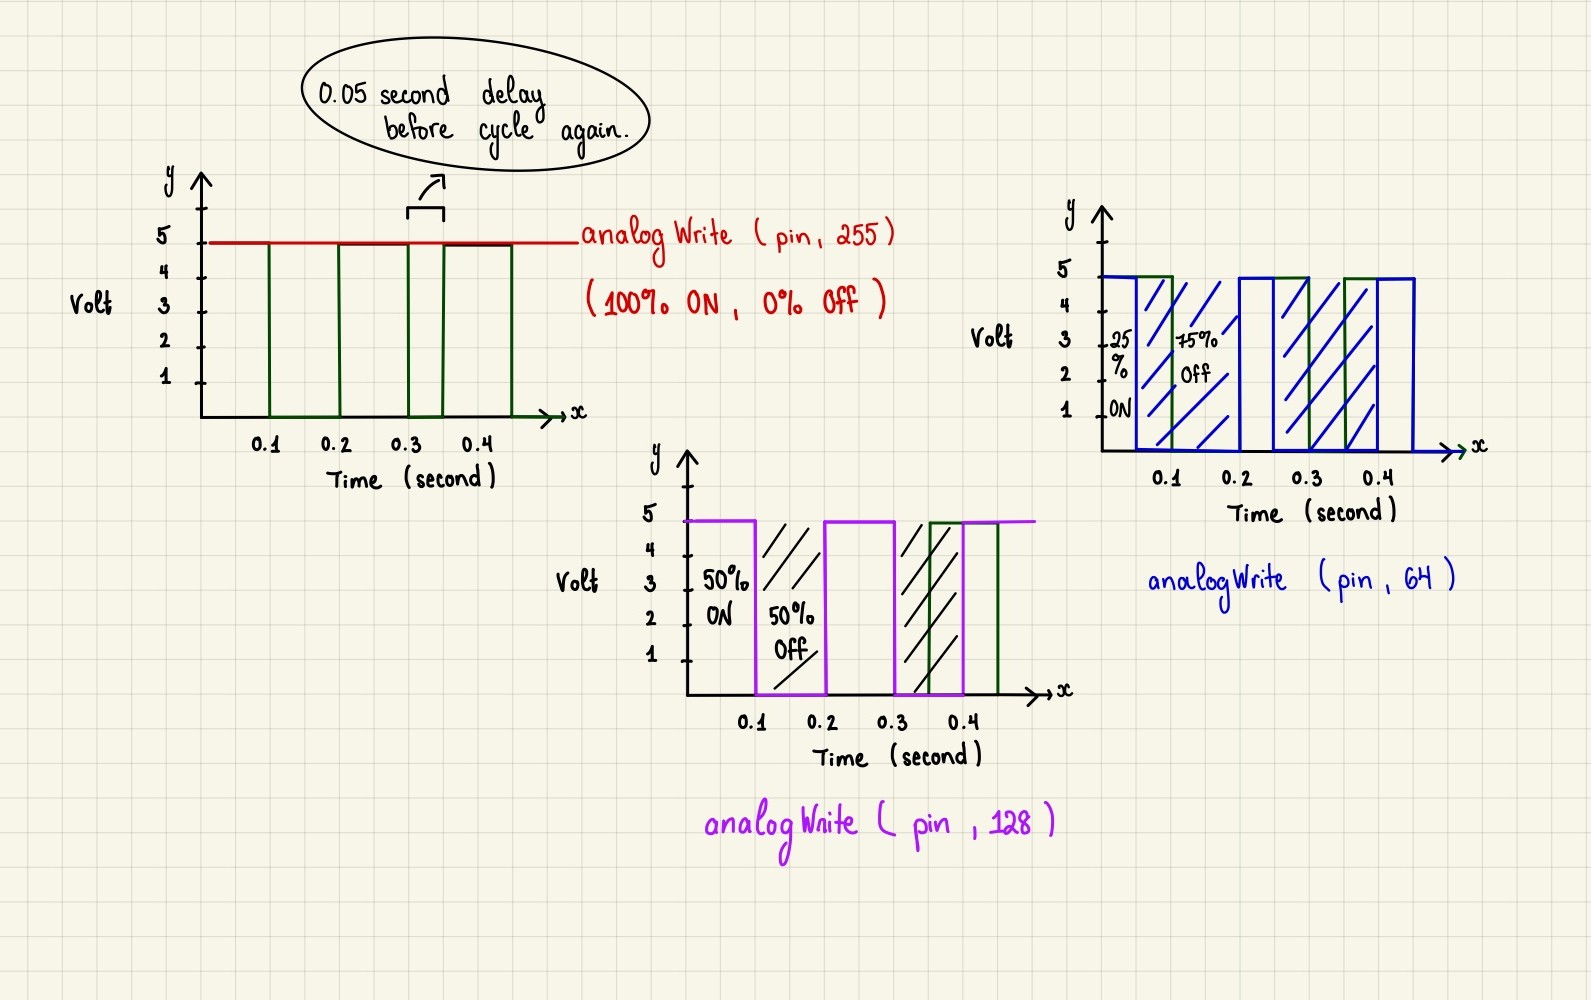 0.05 second delay
before cycle again.
y
5
4
Volt 3
2
1
x
0.1 0.2 0.3 0.4
Time (second)
analogWrite (pin, 255)
(100% ON, 0% Off)
y
5
4
Volt 3
2
1
25
%
ON
75%
Off
x
0.1 0.2 0.3 0.4
Time (second)
analogWrite (pin, 64)
y
5
4
Volt 3
2
1
50%
ON
50%
Off
x
0.1 0.2 0.3 0.4
Time (second)
analogWrite (pin, 128)